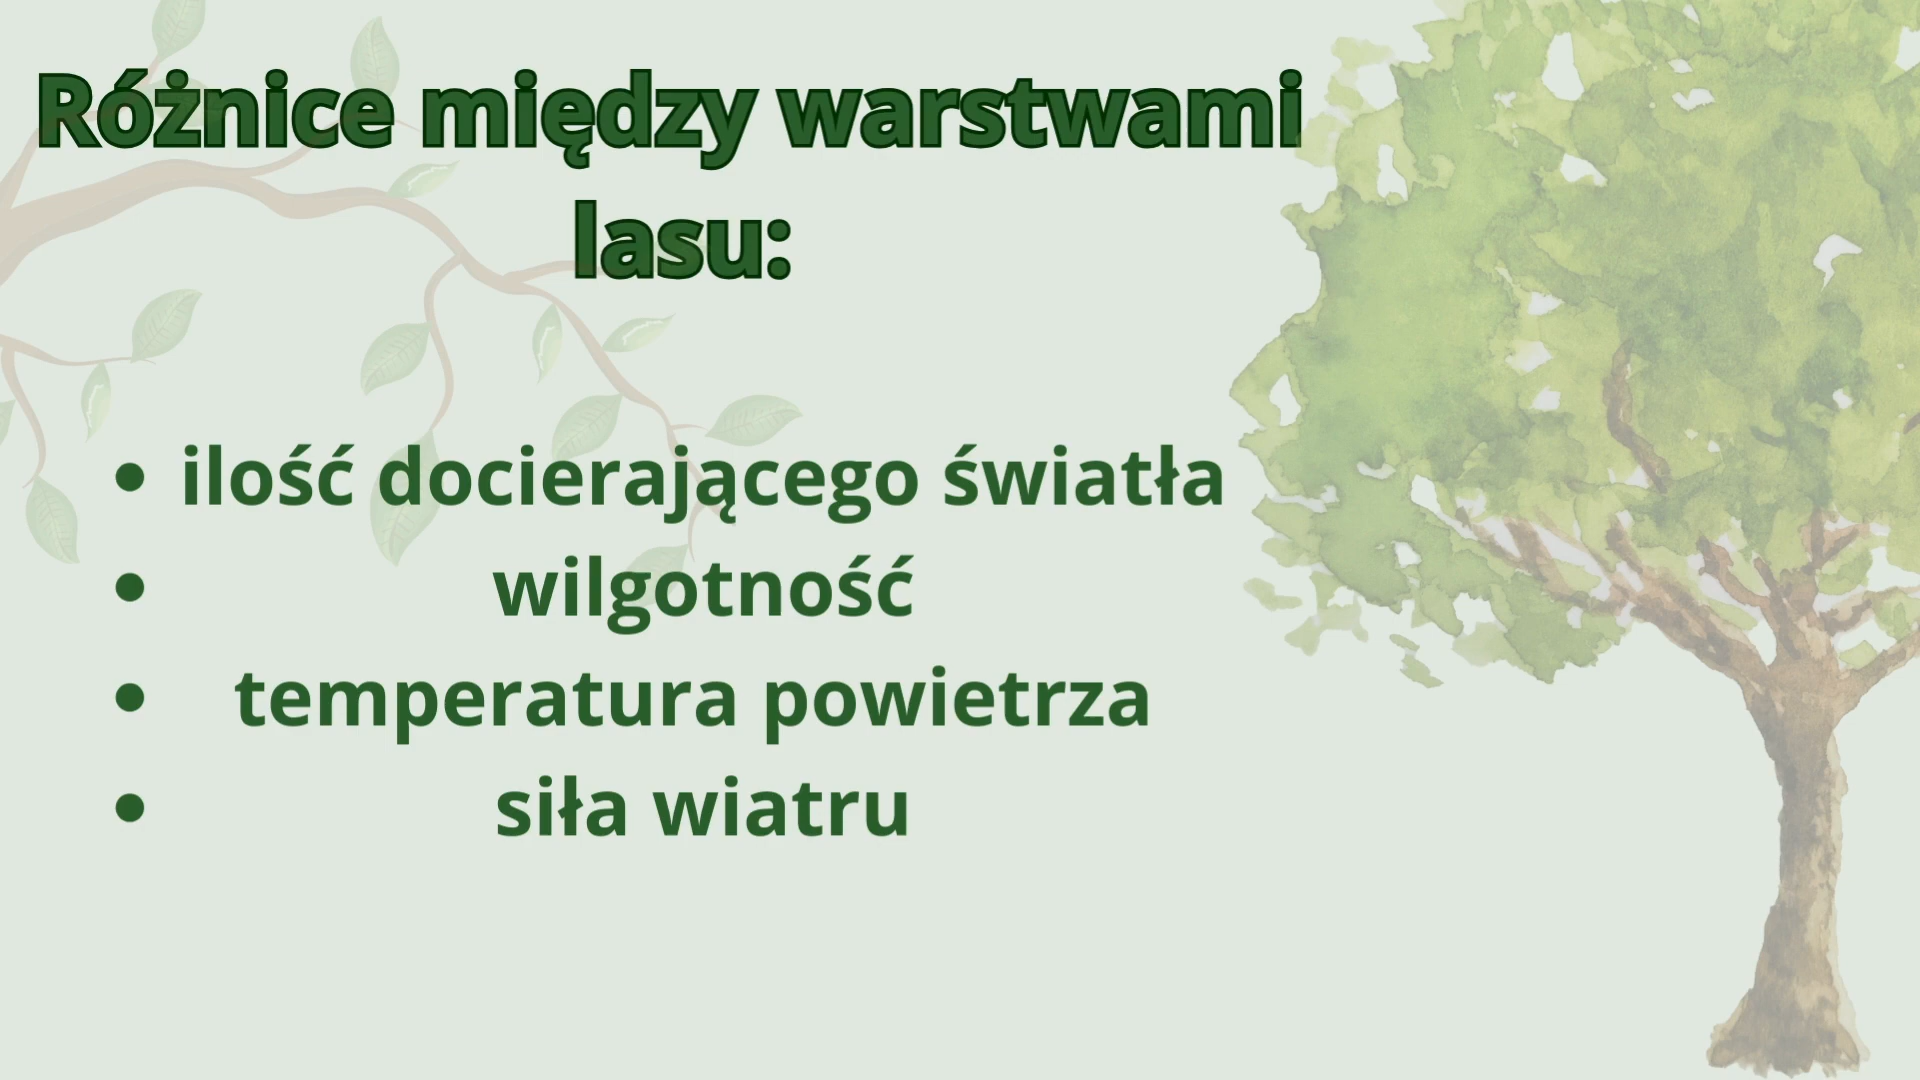 Różnice między warstwami
lasu:
• ilość docierającego światła
• wilgotność
• temperatura powietrza
• siła wiatru